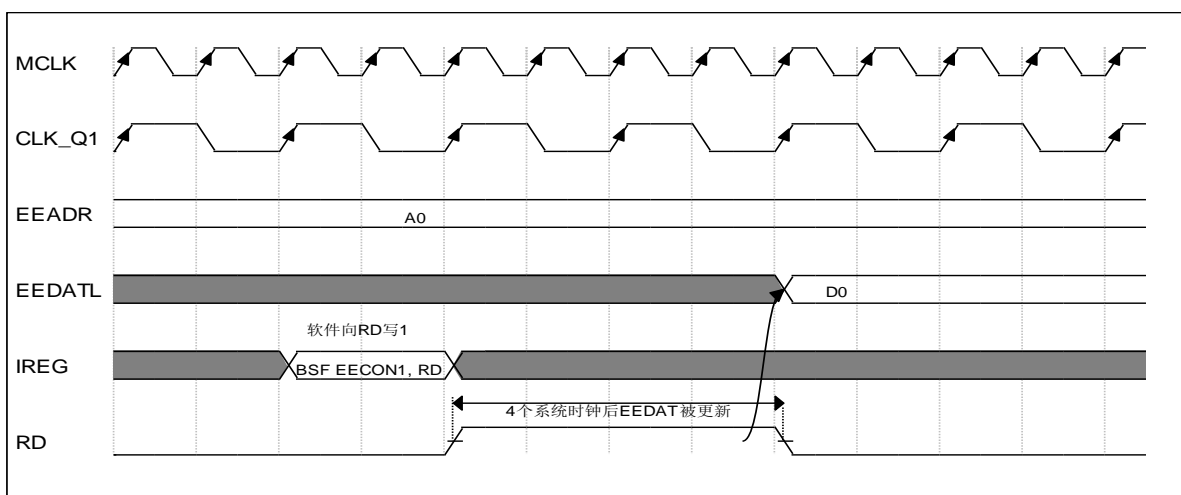 MCLK
CLK_Q1
EEADR
A0
EEDATL
D0
软件向RD写1
IREG
BSF EECON1, RD
4个系统时钟后EEDAT被更新
RD